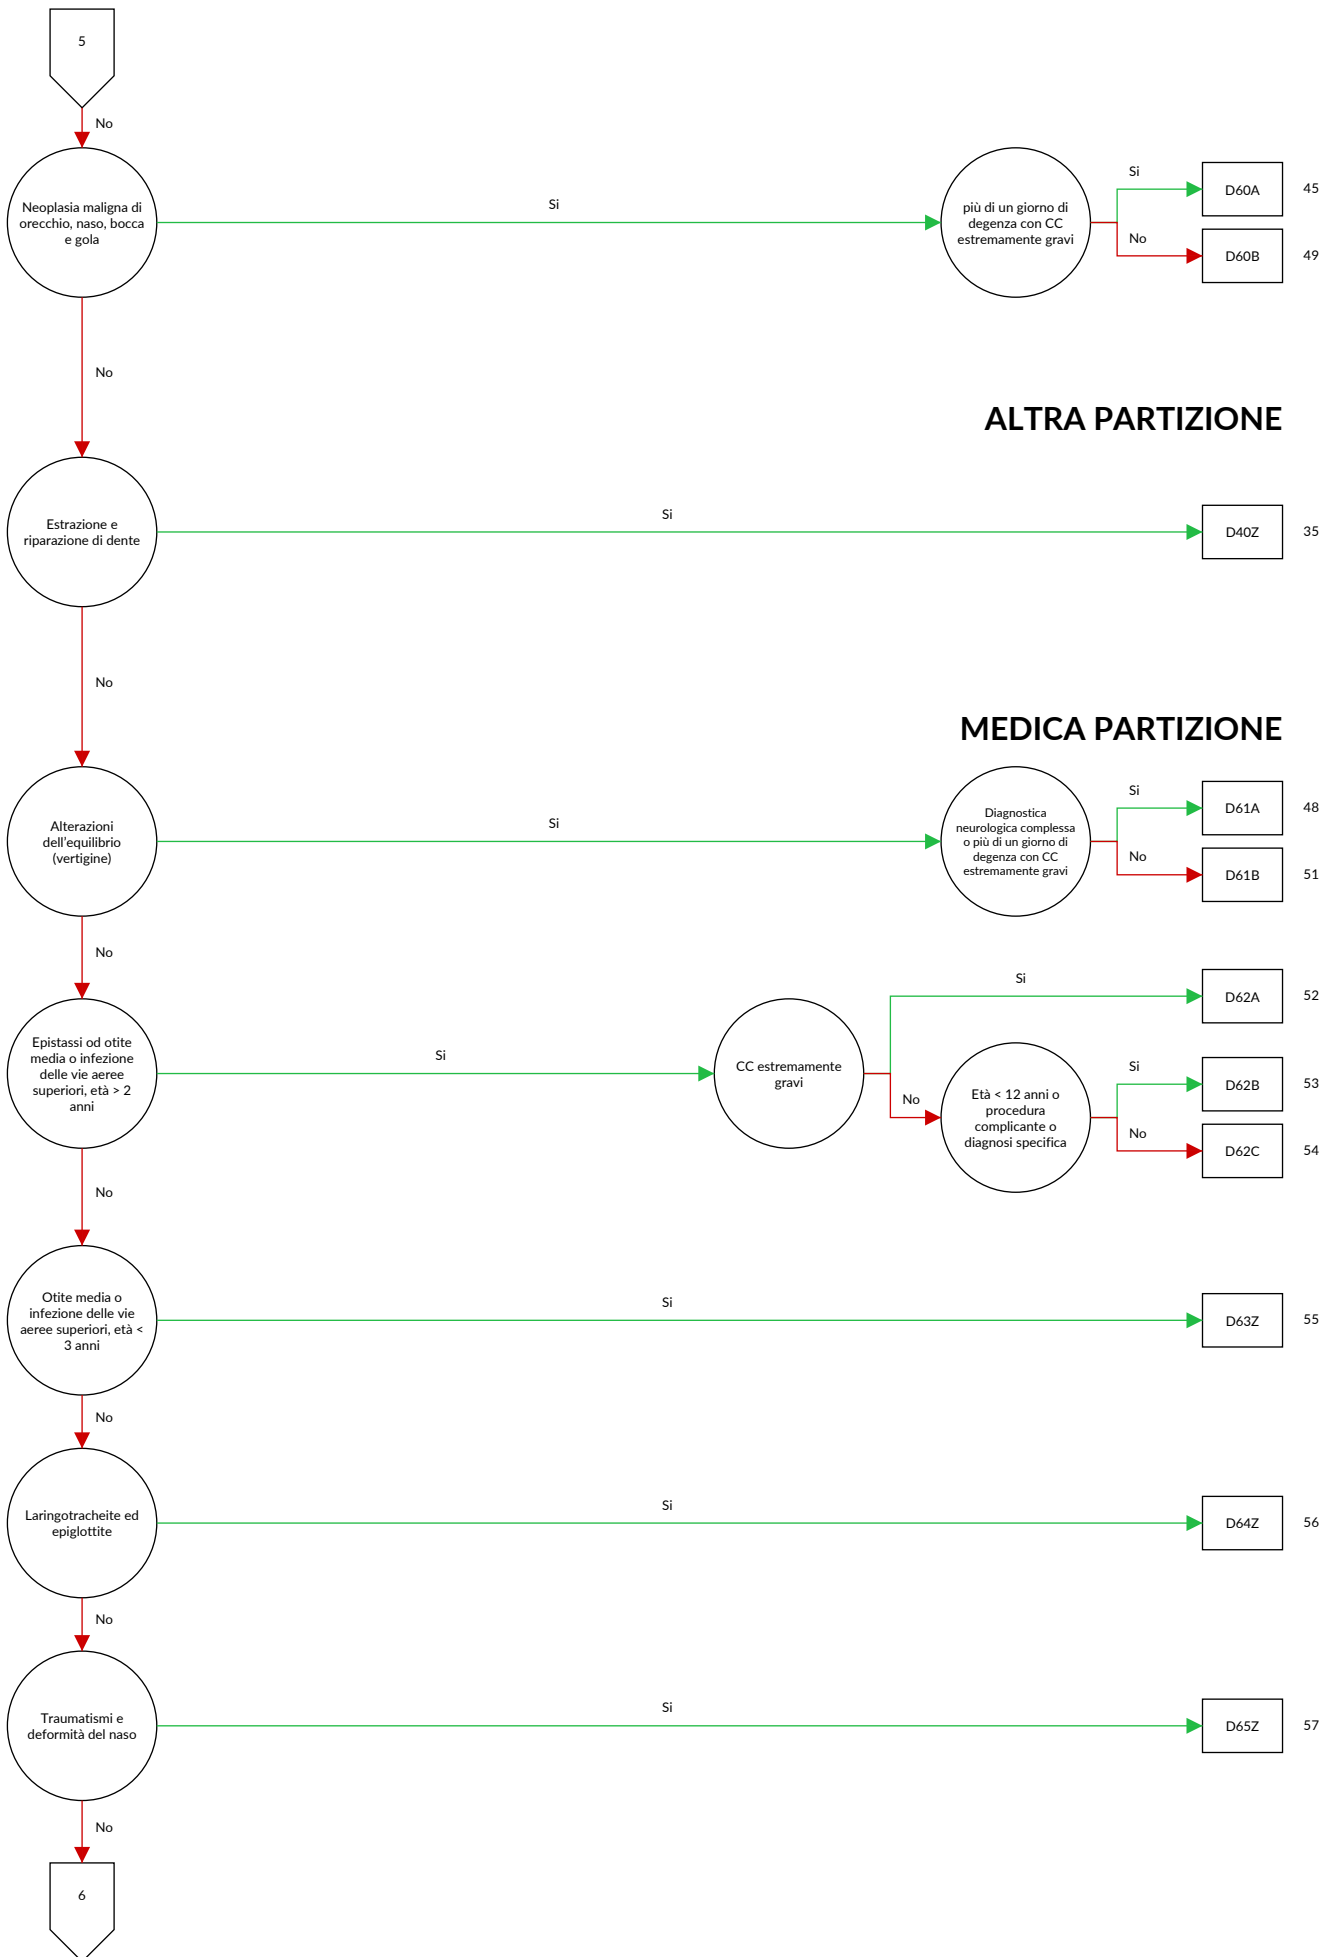 5
No
Neoplasia maligna di
orecchio, naso, bocca
e gola
Si
più di un giorno di
degenza con CC
estremamente gravi
Si
D60A
45
No
D60B
49
No
ALTRA PARTIZIONE
Estrazione e
riparazione di dente
Si
D40Z
35
No
MEDICA PARTIZIONE
Alterazioni
dell'equilibrio
(vertigine)
Si
Diagnostica
neurologica complessa
o più di un giorno di
degenza con CC
estremamente gravi
Si
D61A
48
No
D61B
51
No
Epistassi od otite
media o infezione
delle vie aeree
superiori, età > 2
anni
Si
CC estremamente
gravi
Si
D62A
52
No
Età < 12 anni o
procedura
complicante o
diagnosi specifica
Si
D62B
53
No
D62C
54
No
Otite media o
infezione delle vie
aeree superiori, età <
3 anni
Si
D63Z
55
No
Laringotracheite ed
epiglottite
Si
D64Z
56
No
Traumatismi e
deformità del naso
Si
D65Z
57
No
6